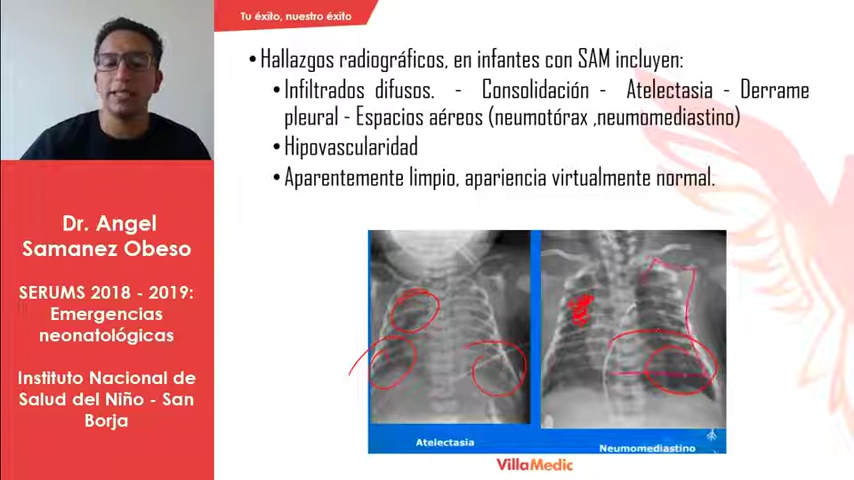 Tu éxito, nuestro éxito
Dr. Angel
Samanez Obeso
SERUMS 2018 - 2019:
Emergencias
neonatológicas
Instituto Nacional de
Salud del Niño - San
Borja
• Hallazgos radiográficos, en infantes con SAM incluyen:
• Infiltrados difusos. - Consolidación - Atelectasia - Derrame
pleural - Espacios aéreos (neumotórax ,neumomediastino)
• Hipovascularidad
• Aparentemente limpio, apariencia virtualmente normal.
Atelectasia
Neumomediastino
VillaMedic